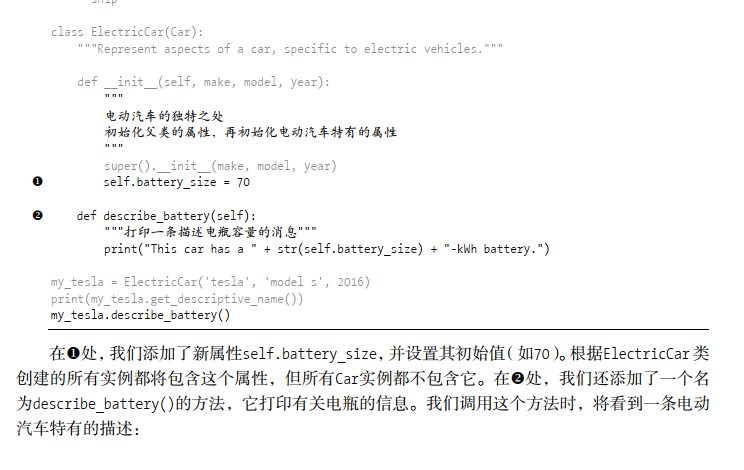 class ElectricCar(Car):
"""Represent aspects of a car, specific to electric vehicles."""
def __init__(self, make, model, year):
"""
电动汽车的独特之处
初始化父类的属性，再初始化电动汽车特有的属性
"""
super().__init__(make, model, year)
❶ self.battery_size = 70
❷ def describe_battery(self):
"""打印一条描述电瓶容量的消息"""
print("This car has a " + str(self.battery_size) + "-kWh battery.")
my_tesla = ElectricCar('tesla', 'model s', 2016)
print(my_tesla.get_descriptive_name())
my_tesla.describe_battery()
在❶处，我们添加了新属性self.battery_size，并设置其初始值（如70）。根据ElectricCar类
创建的所有实例都将包含这个属性，但所有Car实例都不包含它。在❷处，我们还添加了一个名
为describe_battery()的方法，它打印有关电瓶的信息。我们调用这个方法时，将看到一条电动
汽车特有的描述：